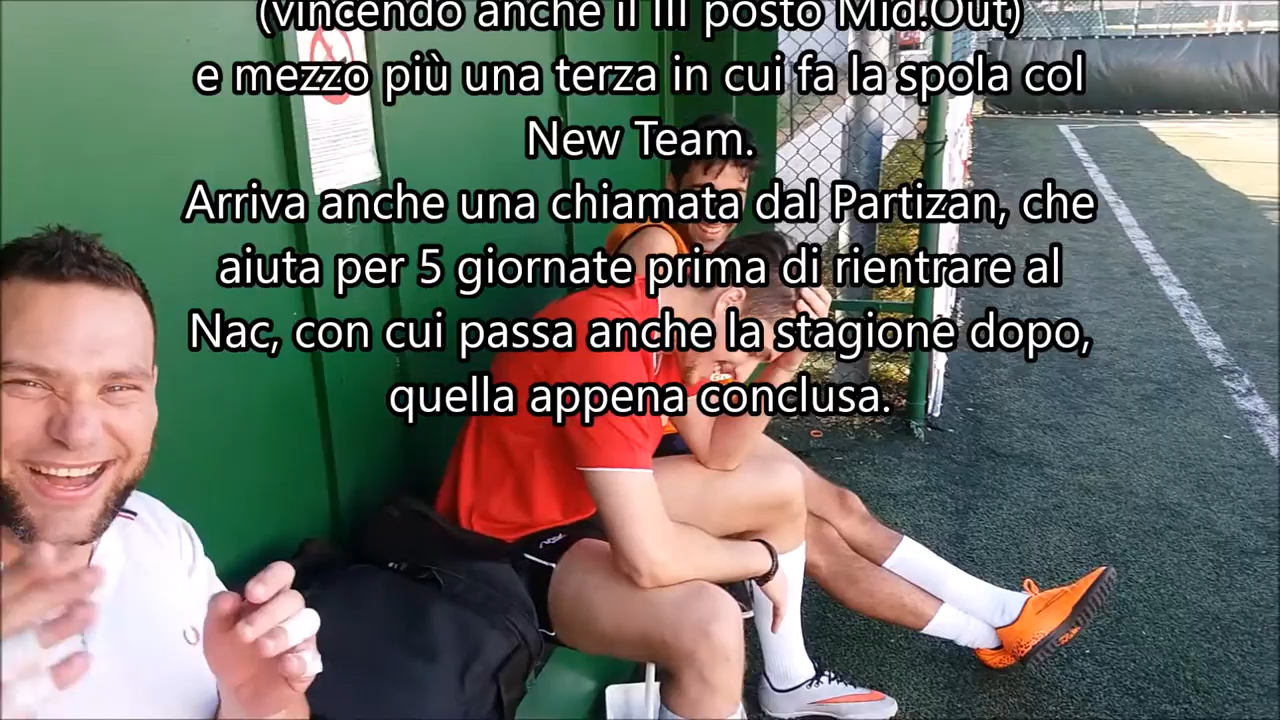 (vincendo anche il III posto Mid.Out)
e mezzo più una terza in cui fa la spola col
New Team.
Arriva anche una chiamata dal Partizan, che
aiuta per 5 giornate prima di rientrare al
Nac, con cui passa anche la stagione dopo,
quella appena conclusa.